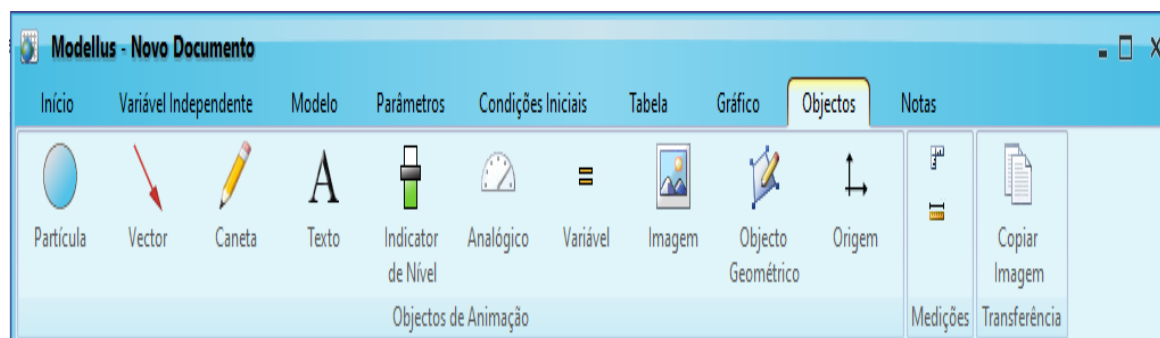 Modellus - Novo Documento
Início Variável Independente Modelo Parâmetros Condições Iniciais Tabela Gráfico Objectos Notas
Partícula Vector Caneta Texto Indicator de Nível Analógico Variável Imagem Objecto Geométrico Origem Copiar Imagem
Objectos de Animação Medições Transferência